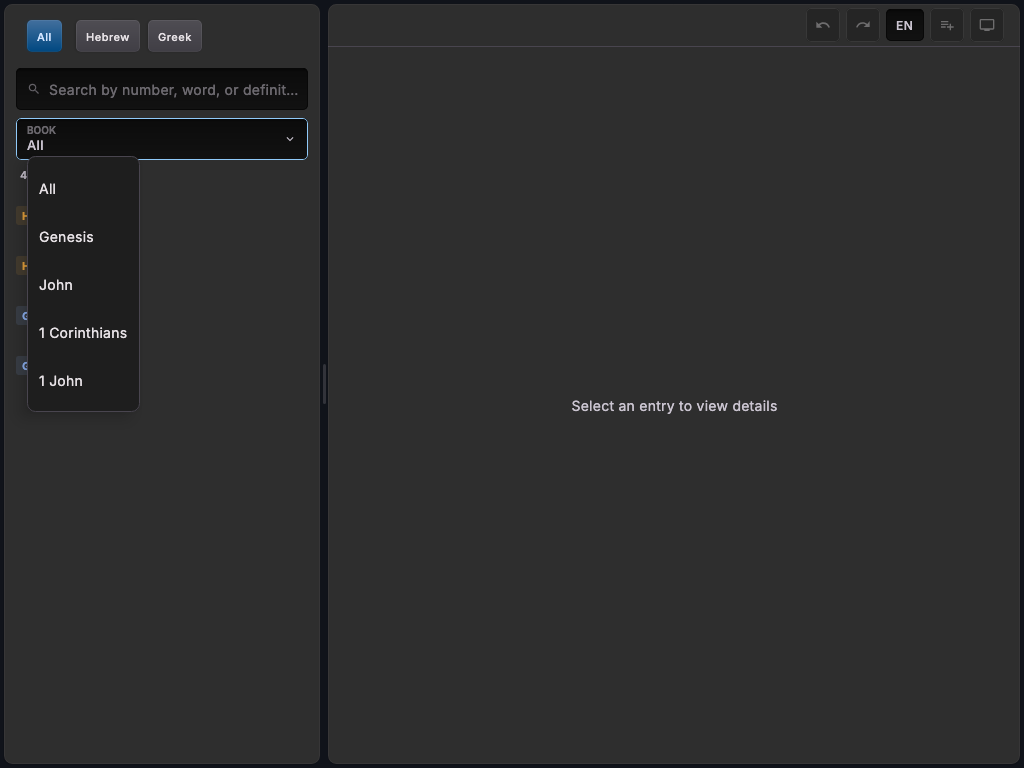 All
Hebrew
Greek
EN
Search by number, word, or definit...
BOOK
All
4
All
H
Genesis
H
John
G
1 Corinthians
G
1 John
Select an entry to view details